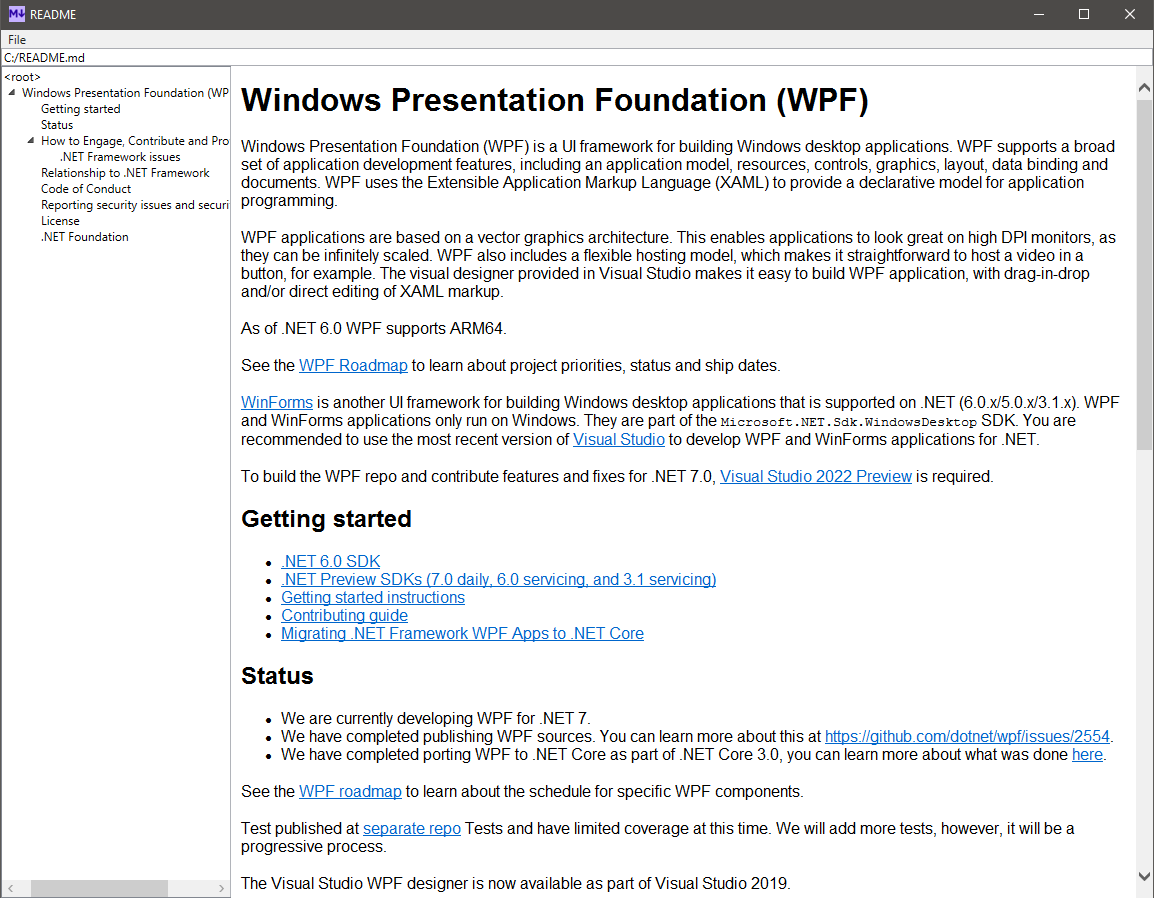 M↓ README
File
C:/README.md
<root>
Windows Presentation Foundation (WP
Getting started
Status
How to Engage, Contribute and Pro
.NET Framework issues
Relationship to .NET Framework
Code of Conduct
Reporting security issues and securi
License
.NET Foundation
Windows Presentation Foundation (WPF)
Windows Presentation Foundation (WPF) is a UI framework for building Windows desktop applications. WPF supports a broad
set of application development features, including an application model, resources, controls, graphics, layout, data binding and
documents. WPF uses the Extensible Application Markup Language (XAML) to provide a declarative model for application
programming.
WPF applications are based on a vector graphics architecture. This enables applications to look great on high DPI monitors, as
they can be infinitely scaled. WPF also includes a flexible hosting model, which makes it straightforward to host a video in a
button, for example. The visual designer provided in Visual Studio makes it easy to build WPF application, with drag-in-drop
and/or direct editing of XAML markup.
As of .NET 6.0 WPF supports ARM64.
See the WPF Roadmap to learn about project priorities, status and ship dates.
WinForms is another UI framework for building Windows desktop applications that is supported on .NET (6.0.x/5.0.x/3.1.x). WPF
and WinForms applications only run on Windows. They are part of the Microsoft.NET.Sdk.WindowsDesktop SDK. You are
recommended to use the most recent version of Visual Studio to develop WPF and WinForms applications for .NET.
To build the WPF repo and contribute features and fixes for .NET 7.0, Visual Studio 2022 Preview is required.
Getting started
• .NET 6.0 SDK
• .NET Preview SDKs (7.0 daily, 6.0 servicing, and 3.1 servicing)
• Getting started instructions
• Contributing guide
• Migrating .NET Framework WPF Apps to .NET Core
Status
• We are currently developing WPF for .NET 7.
• We have completed publishing WPF sources. You can learn more about this at https://github.com/dotnet/wpf/issues/2554.
• We have completed porting WPF to .NET Core as part of .NET Core 3.0, you can learn more about what was done here.
See the WPF roadmap to learn about the schedule for specific WPF components.
Test published at separate repo Tests and have limited coverage at this time. We will add more tests, however, it will be a
progressive process.
The Visual Studio WPF designer is now available as part of Visual Studio 2019.